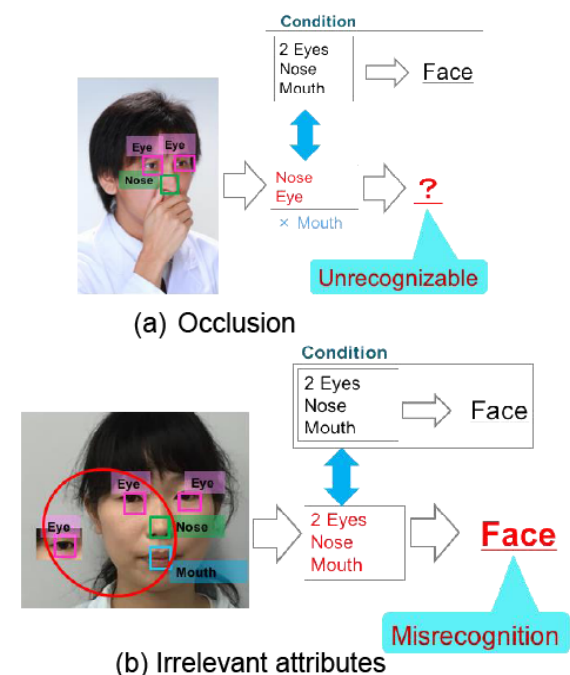 Condition
2 Eyes
Nose
Mouth
Face
Eye Eye
Nose
Nose
Eye
× Mouth
?
Unrecognizable
(a) Occlusion
Condition
2 Eyes
Nose
Mouth
Face
Eye Eye
Eye
Nose
Mouth
2 Eyes
Nose
Mouth
Face
Misrecognition
(b) Irrelevant attributes